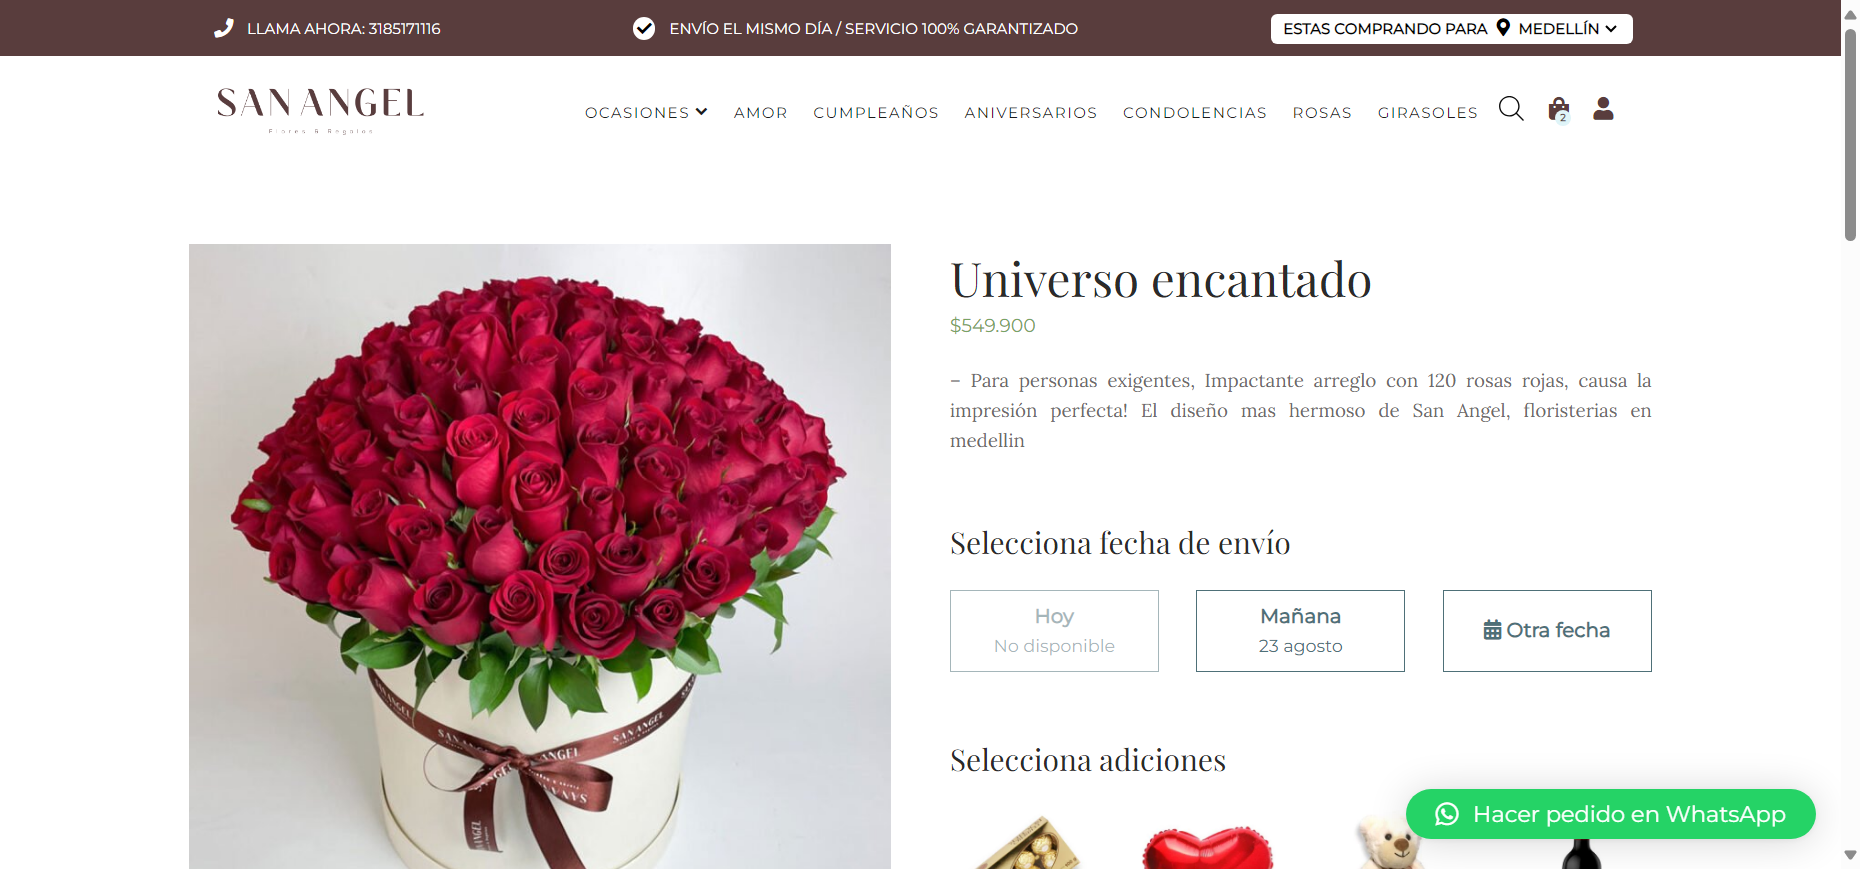 LLAMA AHORA: 3185171116
ENVÍO EL MISMO DÍA / SERVICIO 100% GARANTIZADO
ESTAS COMPRANDO PARA MEDELLÍN
SAN ANGEL
Flores & Regalos
OCASIONES
AMOR
CUMPLEAÑOS
ANIVERSARIOS
CONDOLENCIAS
ROSAS
GIRASOLES
2
Universo encantado
$549.900
– Para personas exigentes, Impactante arreglo con 120 rosas rojas, causa la
impresión perfecta! El diseño mas hermoso de San Angel, floristerias en
medellin
Selecciona fecha de envío
Hoy
No disponible
Mañana
23 agosto
Otra fecha
Selecciona adiciones
Hacer pedido en WhatsApp
SAN ANGEL